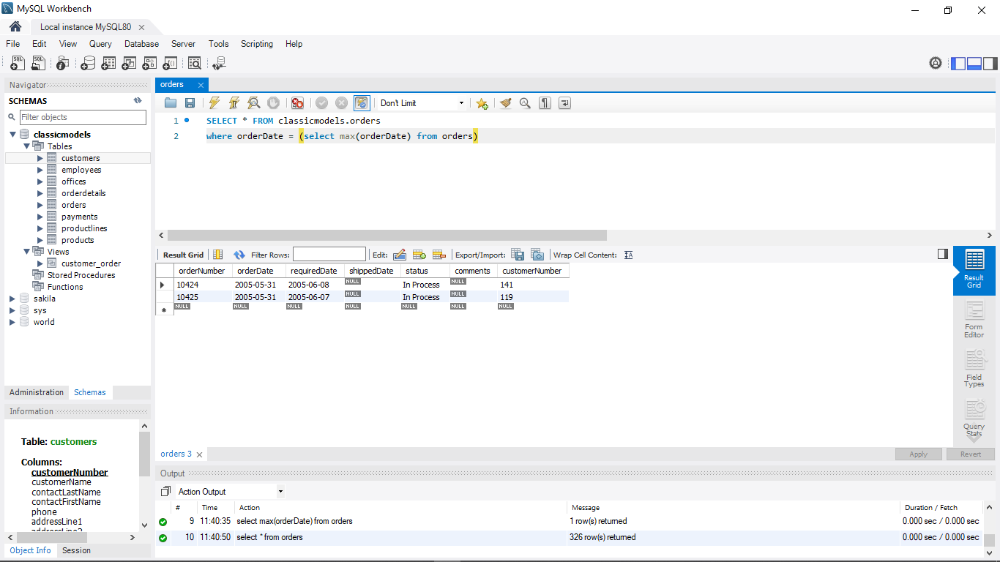 MySQL Workbench
Local instance MySQL80
File Edit View Query Database Server Tools Scripting Help
Navigator
SCHEMAS
Filter objects
classicmodels
Tables
customers
employees
offices
orderdetails
orders
payments
productlines
products
Views
customer_order
Stored Procedures
Functions
sakila
sys
world
Administration Schemas
Information
Table: customers
Columns:
customerNumber
customerName
contactLastName
contactFirstName
phone
addressLine1
addressLine2
Object Info Session
orders
Don't Limit
1 SELECT * FROM classicmodels.orders
2 where orderDate = (select max(orderDate) from orders)
Result Grid Filter Rows: Edit: Export/Import: Wrap Cell Content:
orderNumber orderDate requiredDate shippedDate status comments customerNumber
10424 2005-05-31 2005-06-08 NULL In Process NULL 141
10425 2005-05-31 2005-06-07 NULL In Process NULL 119
NULL NULL NULL NULL NULL NULL NULL
Result Grid
Form Editor
Field Types
Query Stats
orders 3
Apply Revert
Output
Action Output
# Time Action Message Duration / Fetch
9 11:40:35 select max(orderDate) from orders 1 row(s) returned 0.000 sec / 0.000 sec
10 11:40:50 select * from orders 326 row(s) returned 0.000 sec / 0.000 sec